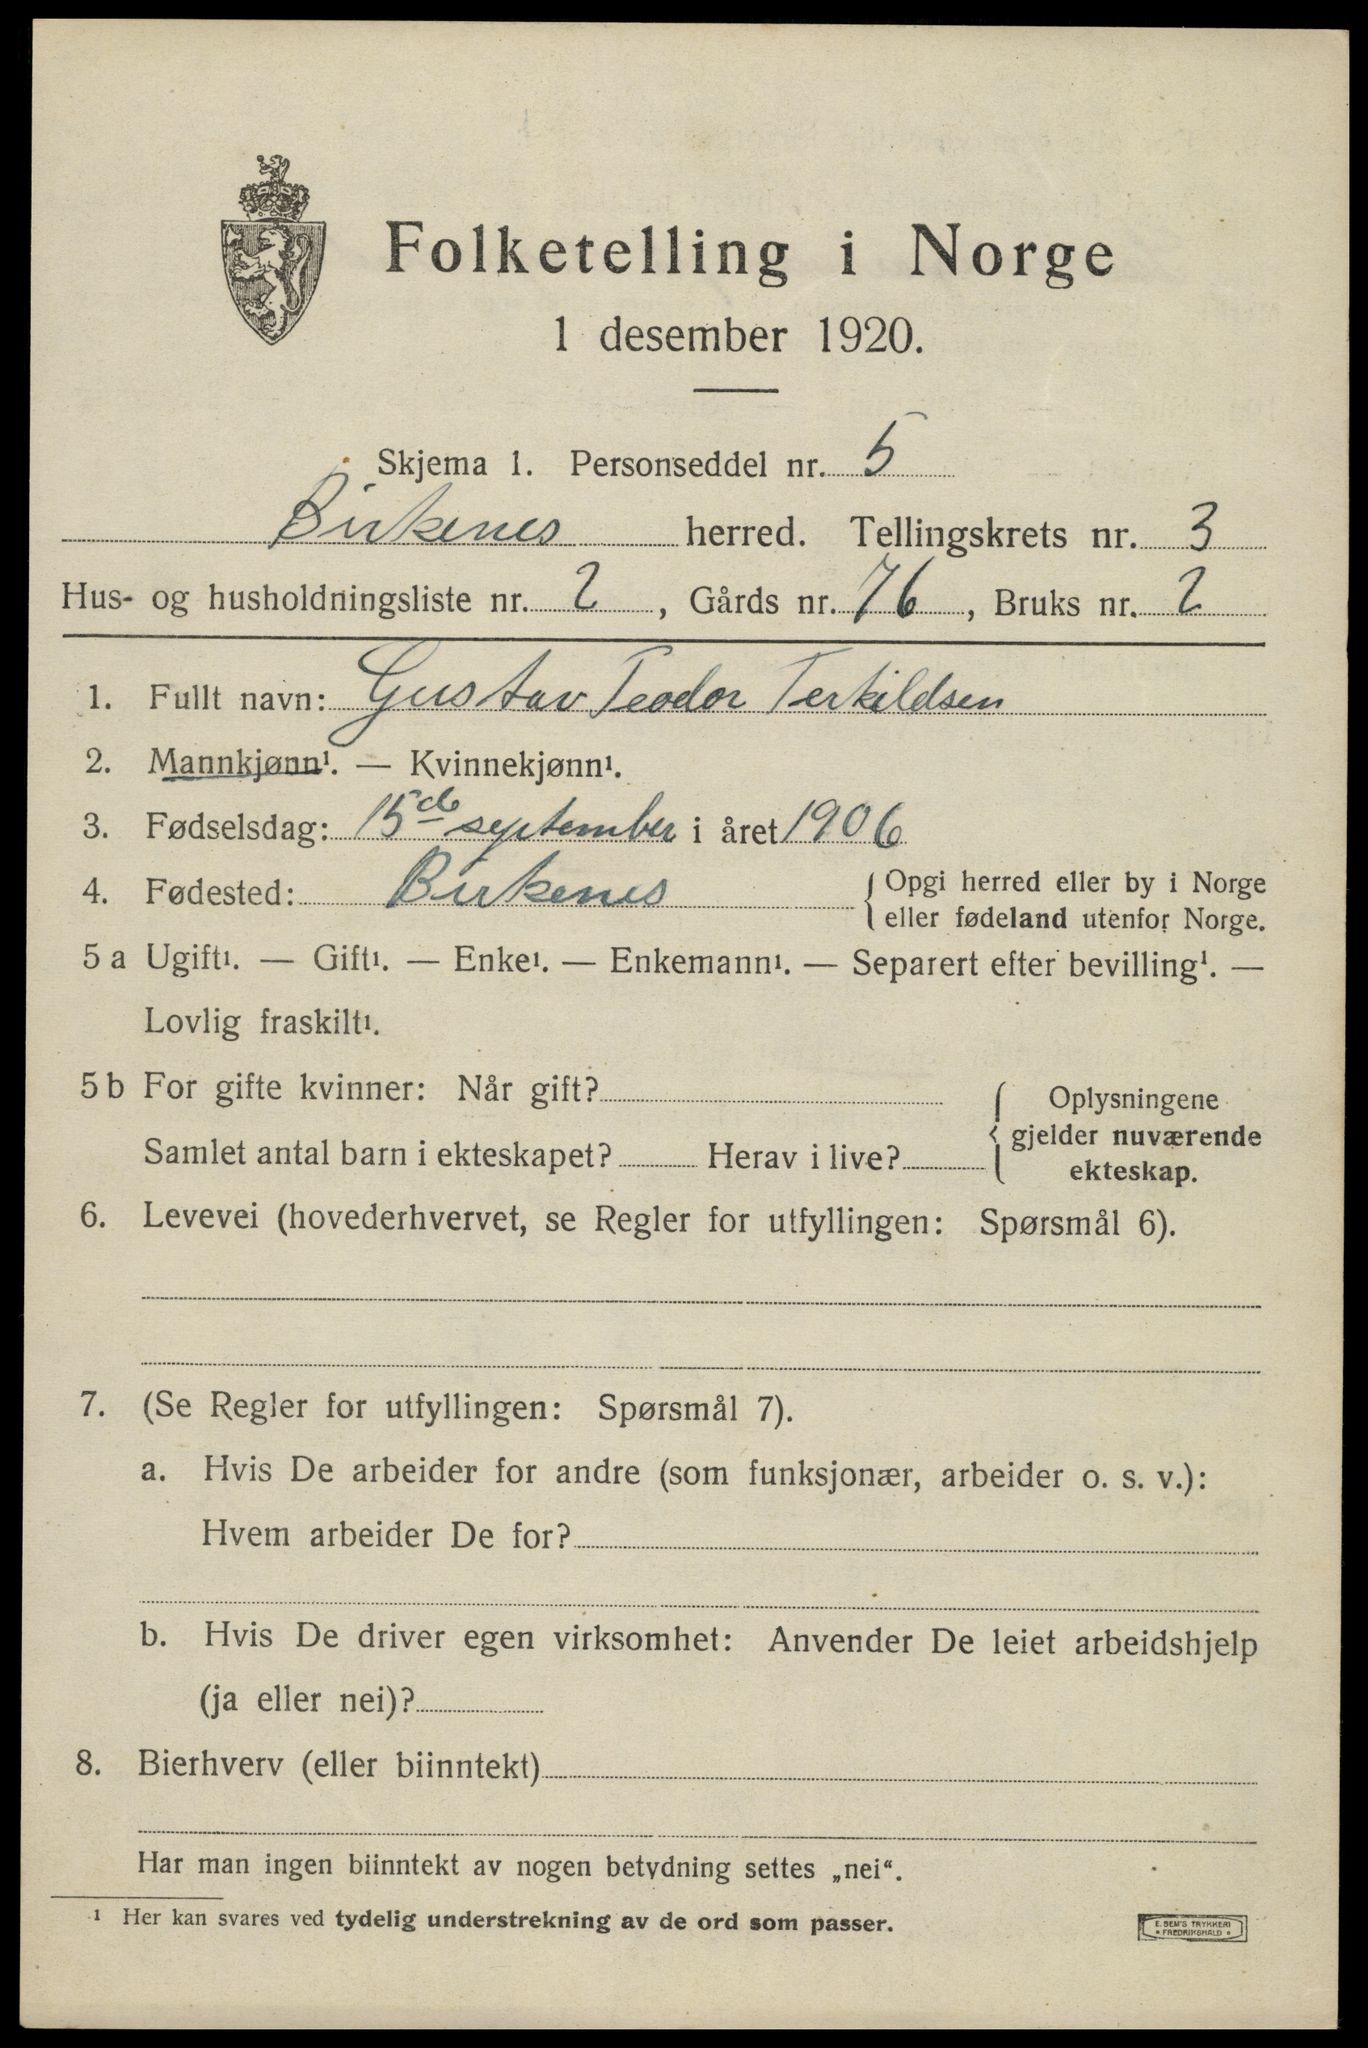 Folketelling i Norge
1 desember 1920.
Skjema 1. Personseddel nr. 5
Birkenes herred. Tellingskrets nr. 3
Hus- og husholdningsliste nr. 2, Gårds nr. 76, Bruks nr. 2
1. Fullt navn: Gustav Teodor Terkildsen
2. Mannkjønn¹. — Kvinnekjønn¹.
3. Fødselsdag: 15de september i året 1906
4. Fødested: Birkenes {Opgi herred eller by i Norge
eller fødeland utenfor Norge.
5 a Ugift¹. — Gift¹. — Enke¹. — Enkemann¹. — Separert efter bevilling¹. —
Lovlig fraskilt¹.
5 b For gifte kvinner: Når gift? { Oplysningene
gjelder nuværende
Samlet antal barn i ekteskapet? Herav i live?
ekteskap.
6. Levevei (hovederhvervet, se Regler for utfyllingen: Spørsmål 6).
7. (Se Regler for utfyllingen: Spørsmål 7).
a. Hvis De arbeider for andre (som funksjonær, arbeider o. s. v.):
Hvem arbeider De for?
b. Hvis De driver egen virksomhet: Anvender De leiet arbeidshjelp
(ja eller nei)?
8. Bierhverv (eller biinntekt)
Har man ingen biinntekt av nogen betydning settes „nei“.
¹ Her kan svares ved tydelig understrekning av de ord som passer.
E. SEM'S TRYKKERI
• FREDRIKSHALD •